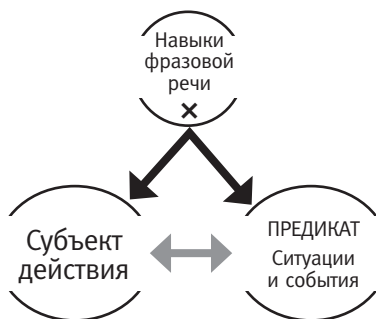 Навыки
фразовой
речи
×
Субъект
действия
ПРЕДИКАТ
Ситуации
и события